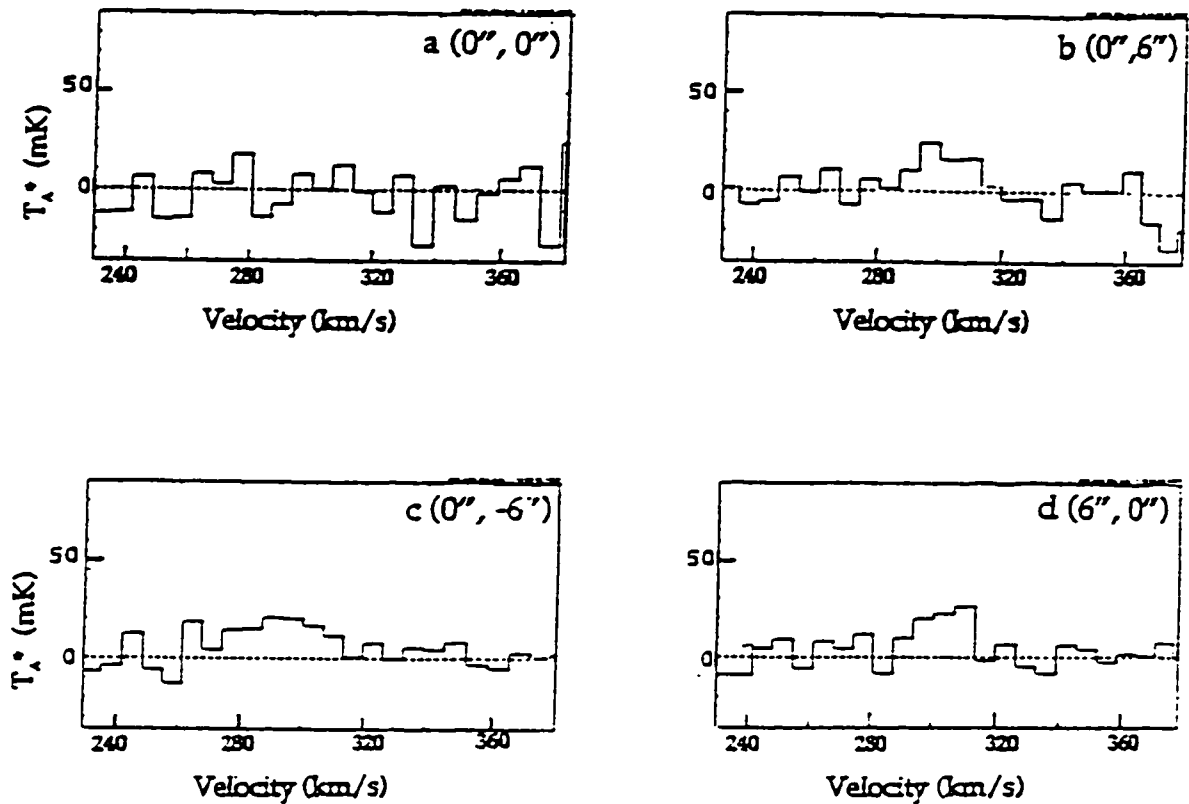 a (0", 0")
50
0
T_A* (mK)
240 280 320 360
Velocity (km/s)
b (0",6")
50
0
240 280 320 360
Velocity (km/s)
c (0", -6")
50
0
T_A* (mK)
240 280 320 360
Velocity (km/s)
d (6", 0")
50
0
240 280 320 360
Velocity (km/s)